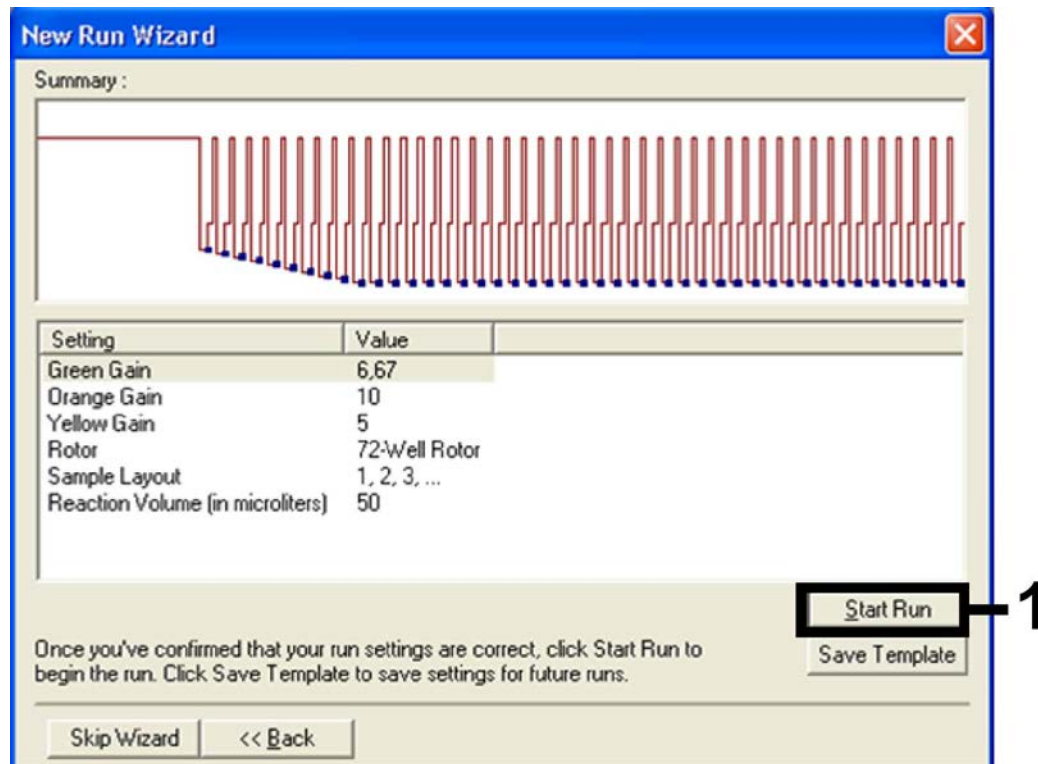 New Run Wizard
Summary :
Setting Value
Green Gain 6,67
Orange Gain 10
Yellow Gain 5
Rotor 72-Well Rotor
Sample Layout 1, 2, 3, ...
Reaction Volume (in microliters) 50
Start Run
1
Once you've confirmed that your run settings are correct, click Start Run to
begin the run. Click Save Template to save settings for future runs.
Save Template
Skip Wizard << Back